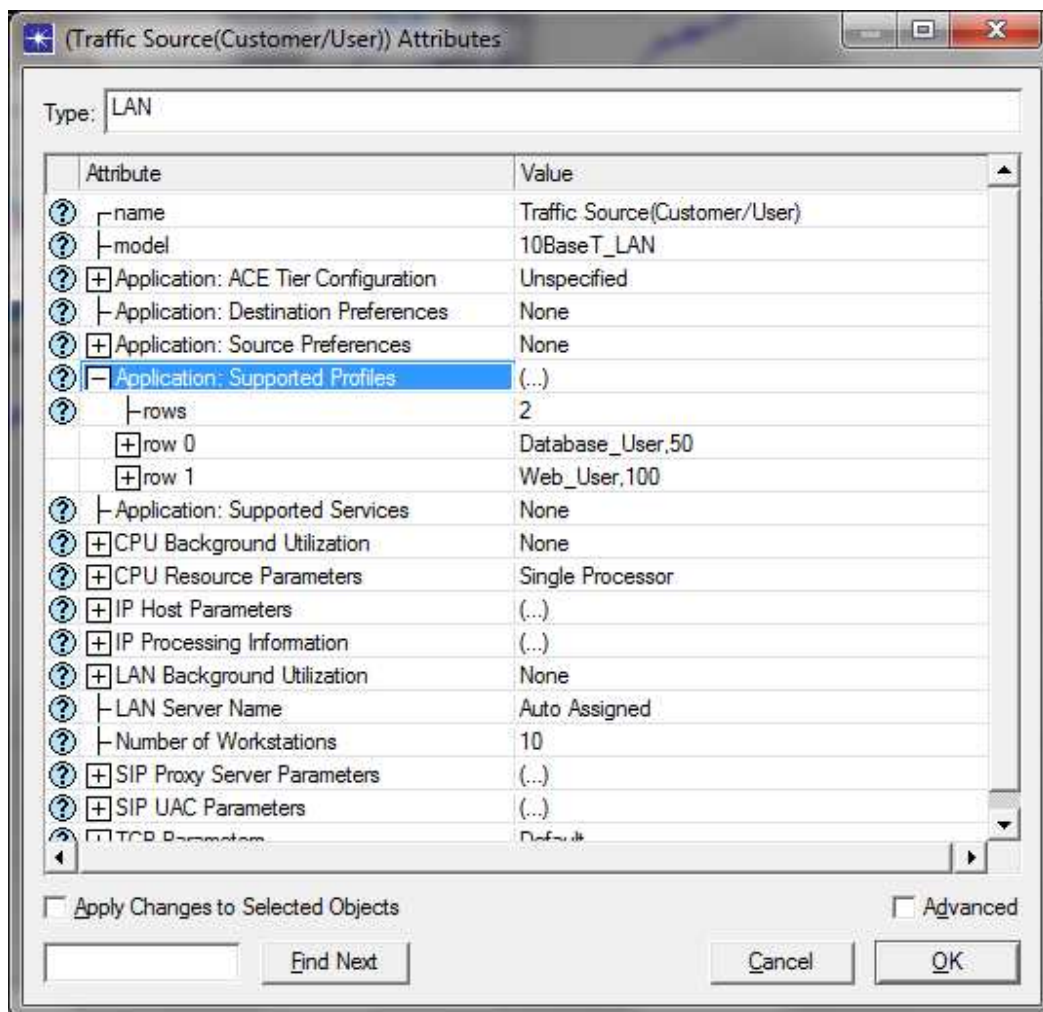 (Traffic Source(Customer/User)) Attributes
Type: LAN
Attribute Value
name Traffic Source(Customer/User)
model 10BaseT_LAN
Application: ACE Tier Configuration Unspecified
Application: Destination Preferences None
Application: Source Preferences None
Application: Supported Profiles (...)
rows 2
row 0 Database_User,50
row 1 Web_User,100
Application: Supported Services None
CPU Background Utilization None
CPU Resource Parameters Single Processor
IP Host Parameters (...)
IP Processing Information (...)
LAN Background Utilization None
LAN Server Name Auto Assigned
Number of Workstations 10
SIP Proxy Server Parameters (...)
SIP UAC Parameters (...)
TCP Parameters Default
Apply Changes to Selected Objects Advanced
Find Next Cancel OK